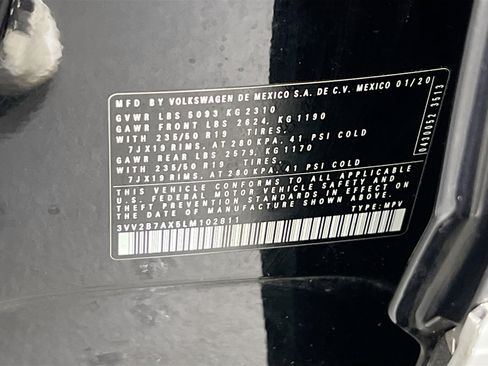 MFD BY VOLKSWAGEN DE MEXICO S.A. DE C.V. MEXICO 01/20
GVWR LBS 5093 KG 2310
GAWR FRONT LBS 2624, KG 1190
WITH 235/50 R19 TIRES.
7JX19 RIMS, AT 280 KPA, 41 PSI COLD
GAWR REAR LBS 2579, KG 1170
WITH 235/50 R19 TIRES.
7JX19 RIMS, AT 280 KPA, 41 PSI COLD
THIS VEHICLE CONFORMS TO ALL APPLICABLE
U.S. FEDERAL MOTOR VEHICLE SAFETY AND
THEFT PREVENTION STANDARDS IN EFFECT ON
THE DATE OF MANUFACTURE SHOWN ABOVE.
3VV2B7AX5LM102811 TYPE: MPV
0430052 3513